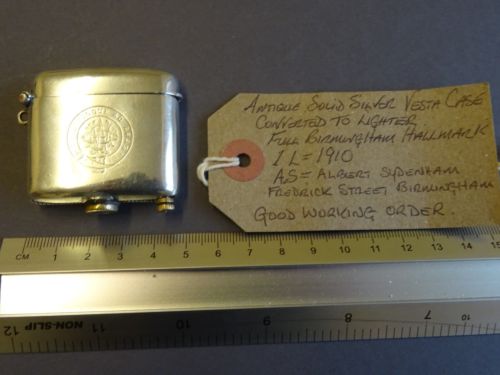 ANTIQUE SOLID SILVER VESTA CASE
CONVERTED TO LIGHTER.
FULL BIRMINGHAM HALLMARK
I L = 1910
AS = ALBERT SYDENHAM
FREDRICK STREET BIRMINGHAM
GOOD WORKING ORDER.
CM 1 2 3 4 5 6 7 8 9 10 11 12 13 14 15
12 NON-SLIP 11 10 9 8 7